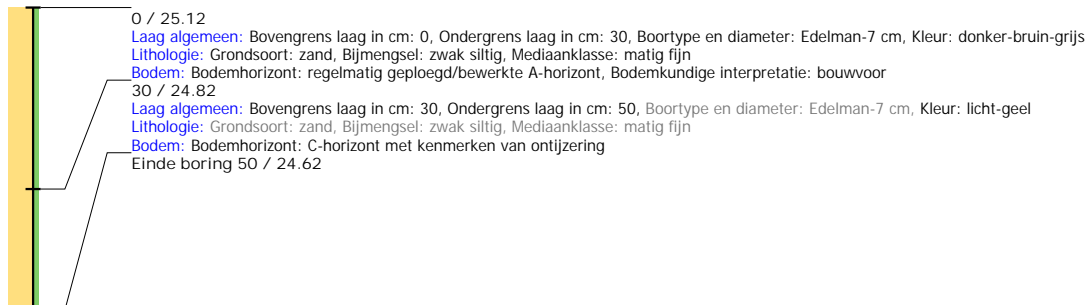 0 / 25.12
Laag algemeen: Bovengrens laag in cm: 0, Ondergrens laag in cm: 30, Boortype en diameter: Edelman-7 cm, Kleur: donker-bruin-grijs
Lithologie: Grondsoort: zand, Bijmengsel: zwak siltig, Mediaanklasse: matig fijn
Bodem: Bodemhorizont: regelmatig geploegd/bewerkte A-horizont, Bodemkundige interpretatie: bouwvoor
30 / 24.82
Laag algemeen: Bovengrens laag in cm: 30, Ondergrens laag in cm: 50, Boortype en diameter: Edelman-7 cm, Kleur: licht-geel
Lithologie: Grondsoort: zand, Bijmengsel: zwak siltig, Mediaanklasse: matig fijn
Bodem: Bodemhorizont: C-horizont met kenmerken van ontijzering
Einde boring 50 / 24.62